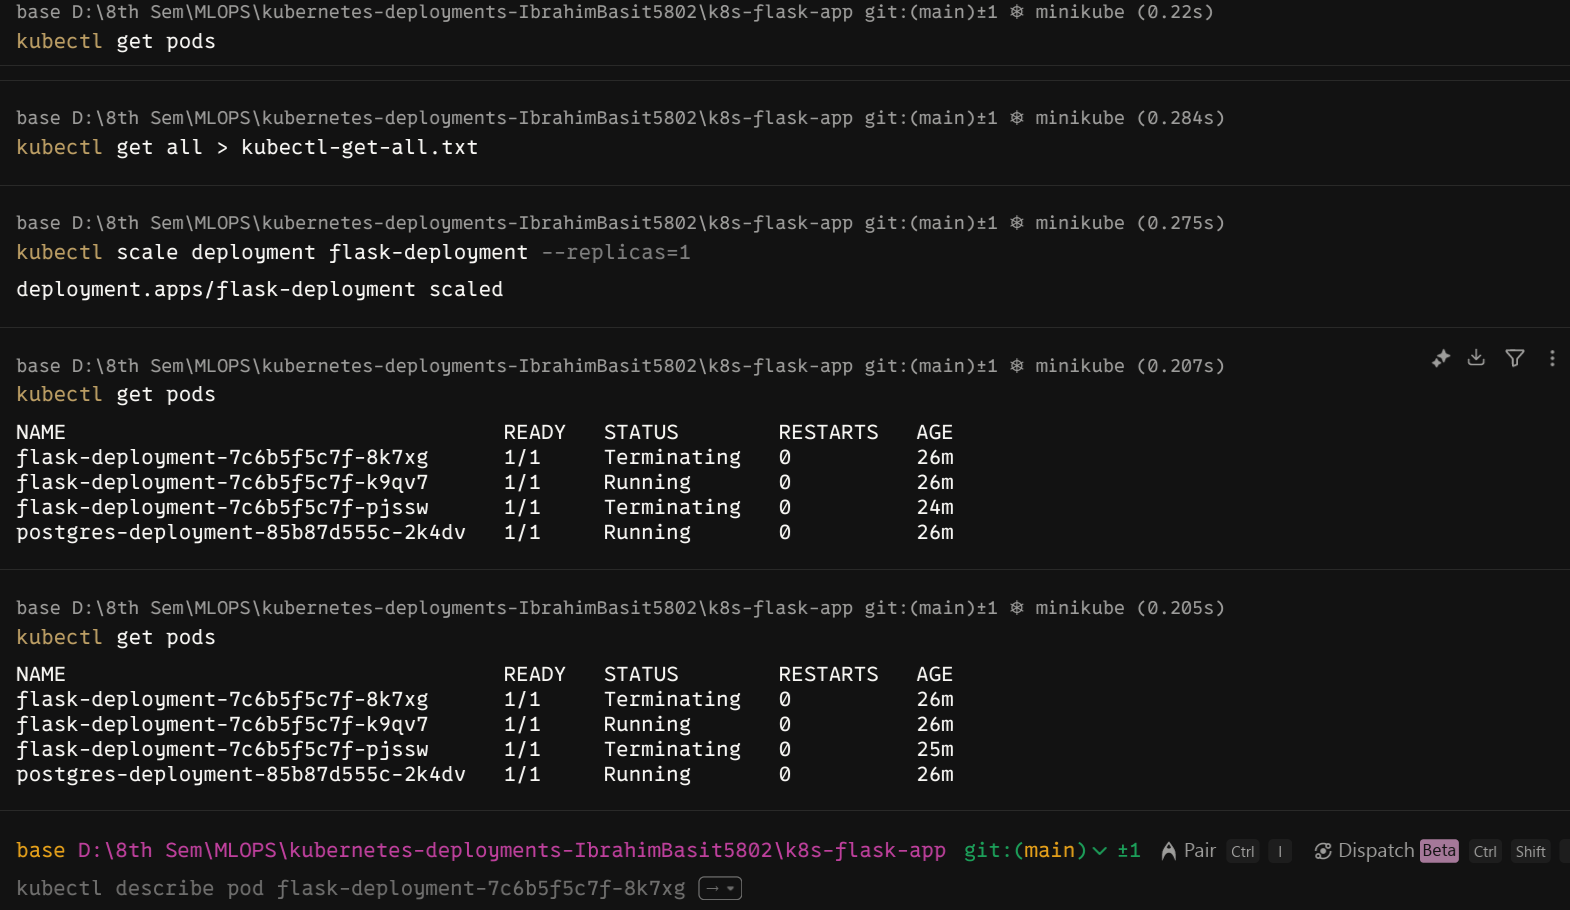 base D:\8th Sem\MLOPS\kubernetes-deployments-IbrahimBasit5802\k8s-flask-app git:(main)±1 ⎈ minikube (0.22s)
kubectl get pods
base D:\8th Sem\MLOPS\kubernetes-deployments-IbrahimBasit5802\k8s-flask-app git:(main)±1 ⎈ minikube (0.284s)
kubectl get all > kubectl-get-all.txt
base D:\8th Sem\MLOPS\kubernetes-deployments-IbrahimBasit5802\k8s-flask-app git:(main)±1 ⎈ minikube (0.275s)
kubectl scale deployment flask-deployment --replicas=1
deployment.apps/flask-deployment scaled
base D:\8th Sem\MLOPS\kubernetes-deployments-IbrahimBasit5802\k8s-flask-app git:(main)±1 ⎈ minikube (0.207s)
kubectl get pods
NAME READY STATUS RESTARTS AGE
flask-deployment-7c6b5f5c7f-8k7xg 1/1 Terminating 0 26m
flask-deployment-7c6b5f5c7f-k9qv7 1/1 Running 0 26m
flask-deployment-7c6b5f5c7f-pjssw 1/1 Terminating 0 24m
postgres-deployment-85b87d555c-2k4dv 1/1 Running 0 26m
base D:\8th Sem\MLOPS\kubernetes-deployments-IbrahimBasit5802\k8s-flask-app git:(main)±1 ⎈ minikube (0.205s)
kubectl get pods
NAME READY STATUS RESTARTS AGE
flask-deployment-7c6b5f5c7f-8k7xg 1/1 Terminating 0 26m
flask-deployment-7c6b5f5c7f-k9qv7 1/1 Running 0 26m
flask-deployment-7c6b5f5c7f-pjssw 1/1 Terminating 0 25m
postgres-deployment-85b87d555c-2k4dv 1/1 Running 0 26m
base D:\8th Sem\MLOPS\kubernetes-deployments-IbrahimBasit5802\k8s-flask-app git:(main) ±1 Pair Ctrl I Dispatch Beta Ctrl Shift
kubectl describe pod flask-deployment-7c6b5f5c7f-8k7xg